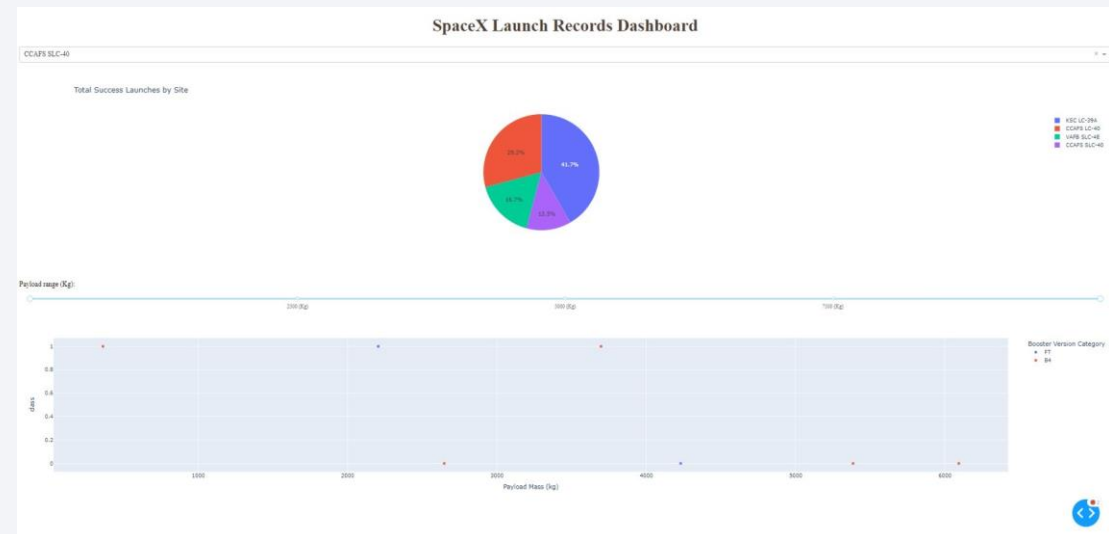 SpaceX Launch Records Dashboard
CCAFS SLC-40
Total Success Launches by Site
29.2%
41.7%
16.7%
12.5%
KSC LC-39A
CCAFS LC-40
VAFB SLC-4E
CCAFS SLC-40
Payload range (Kg):
2500 (Kg)
5000 (Kg)
7500 (Kg)
Booster Version Category
FT
B4
1
0.8
0.6
0.4
0.2
0
class
1000
2000
3000
4000
5000
6000
Payload Mass (kg)